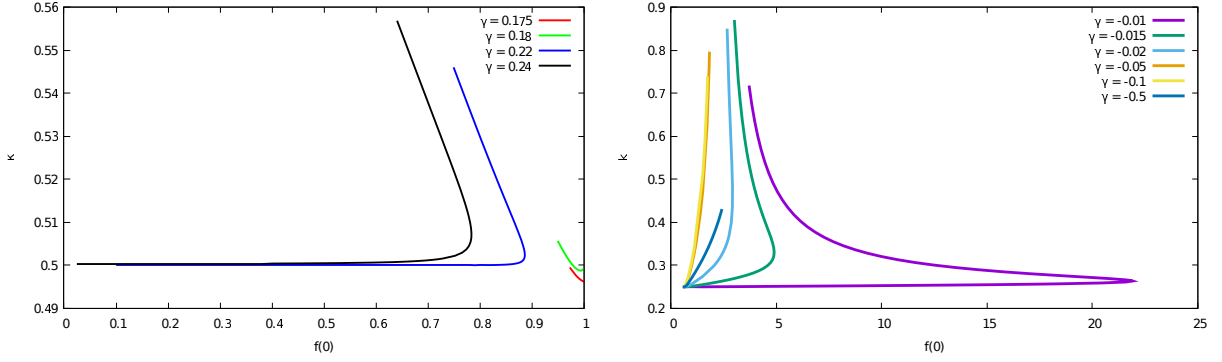 0.56
0.55
0.54
0.53
0.52
0.51
0.5
0.49
κ
0 0.1 0.2 0.3 0.4 0.5 0.6 0.7 0.8 0.9 1
f(0)
γ = 0.175
γ = 0.18
γ = 0.22
γ = 0.24
0.9
0.8
0.7
0.6
0.5
0.4
0.3
0.2
k
0 5 10 15 20 25
f(0)
γ = -0.01
γ = -0.015
γ = -0.02
γ = -0.05
γ = -0.1
γ = -0.5